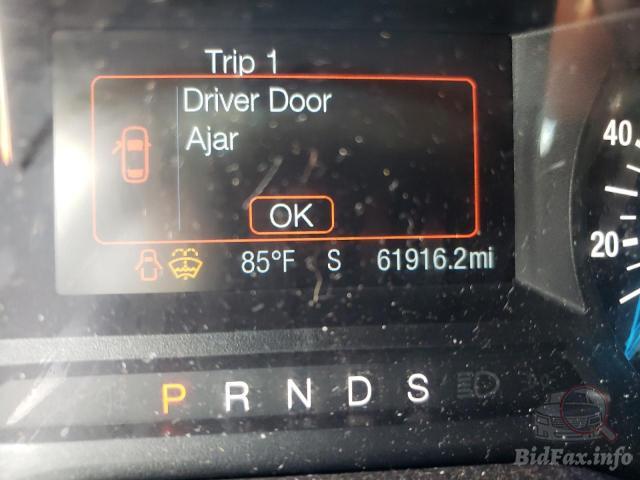 Trip 1
Driver Door
Ajar
OK
85°F S 61916.2mi
40
20
P R N D S
BidFax.info